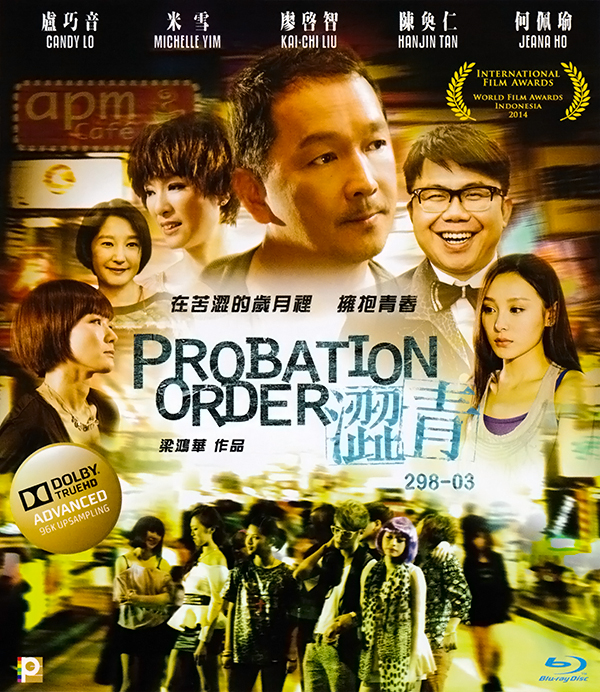 盧巧音 米雪 廖啓智 陳奐仁 何佩瑜
CANDY LO MICHELLE YIM KAI-CHI LIU HANJIN TAN JEANA HO
INTERNATIONAL
FILM AWARDS
WORLD FILM AWARDS
INDONESIA
2014
apm
Café
在苦澀的歲月裡 擁抱青春
PROBATION
ORDER
澀青
梁鴻華 作品
298-03
DOLBY
TRUEHD
ADVANCED
96K UPSAMPLING
P
Blu-ray Disc